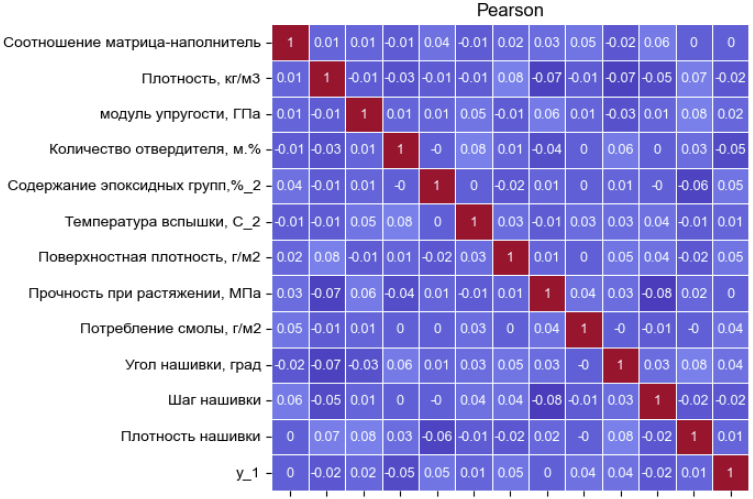 Pearson
Соотношение матрица-наполнитель 1 0.01 0.01 -0.01 0.04 -0.01 0.02 0.03 0.05 -0.02 0.06 0 0
Плотность, кг/м3 0.01 1 -0.01 -0.03 -0.01 -0.01 0.08 -0.07 -0.01 -0.07 -0.05 0.07 -0.02
модуль упругости, ГПа 0.01 -0.01 1 0.01 0.01 0.05 -0.01 0.06 0.01 -0.03 0.01 0.08 0.02
Количество отвердителя, м.% -0.01 -0.03 0.01 1 -0 0.08 0.01 -0.04 0 0.06 0 0.03 -0.05
Содержание эпоксидных групп,%_2 0.04 -0.01 0.01 -0 1 0 -0.02 0.01 0 0.01 -0 -0.06 0.05
Температура вспышки, С_2 -0.01 -0.01 0.05 0.08 0 1 0.03 -0.01 0.03 0.03 0.04 -0.01 0.01
Поверхностная плотность, г/м2 0.02 0.08 -0.01 0.01 -0.02 0.03 1 0.01 0 0.05 0.04 -0.02 0.05
Прочность при растяжении, МПа 0.03 -0.07 0.06 -0.04 0.01 -0.01 0.01 1 0.04 0.03 -0.08 0.02 0
Потребление смолы, г/м2 0.05 -0.01 0.01 0 0 0.03 0 0.04 1 -0 -0.01 -0 0.04
Угол нашивки, град -0.02 -0.07 -0.03 0.06 0.01 0.03 0.05 0.03 -0 1 0.03 0.08 0.04
Шаг нашивки 0.06 -0.05 0.01 0 -0 0.04 0.04 -0.08 -0.01 0.03 1 -0.02 -0.02
Плотность нашивки 0 0.07 0.08 0.03 -0.06 -0.01 -0.02 0.02 -0 0.08 -0.02 1 0.01
y_1 0 -0.02 0.02 -0.05 0.05 0.01 0.05 0 0.04 0.04 -0.02 0.01 1